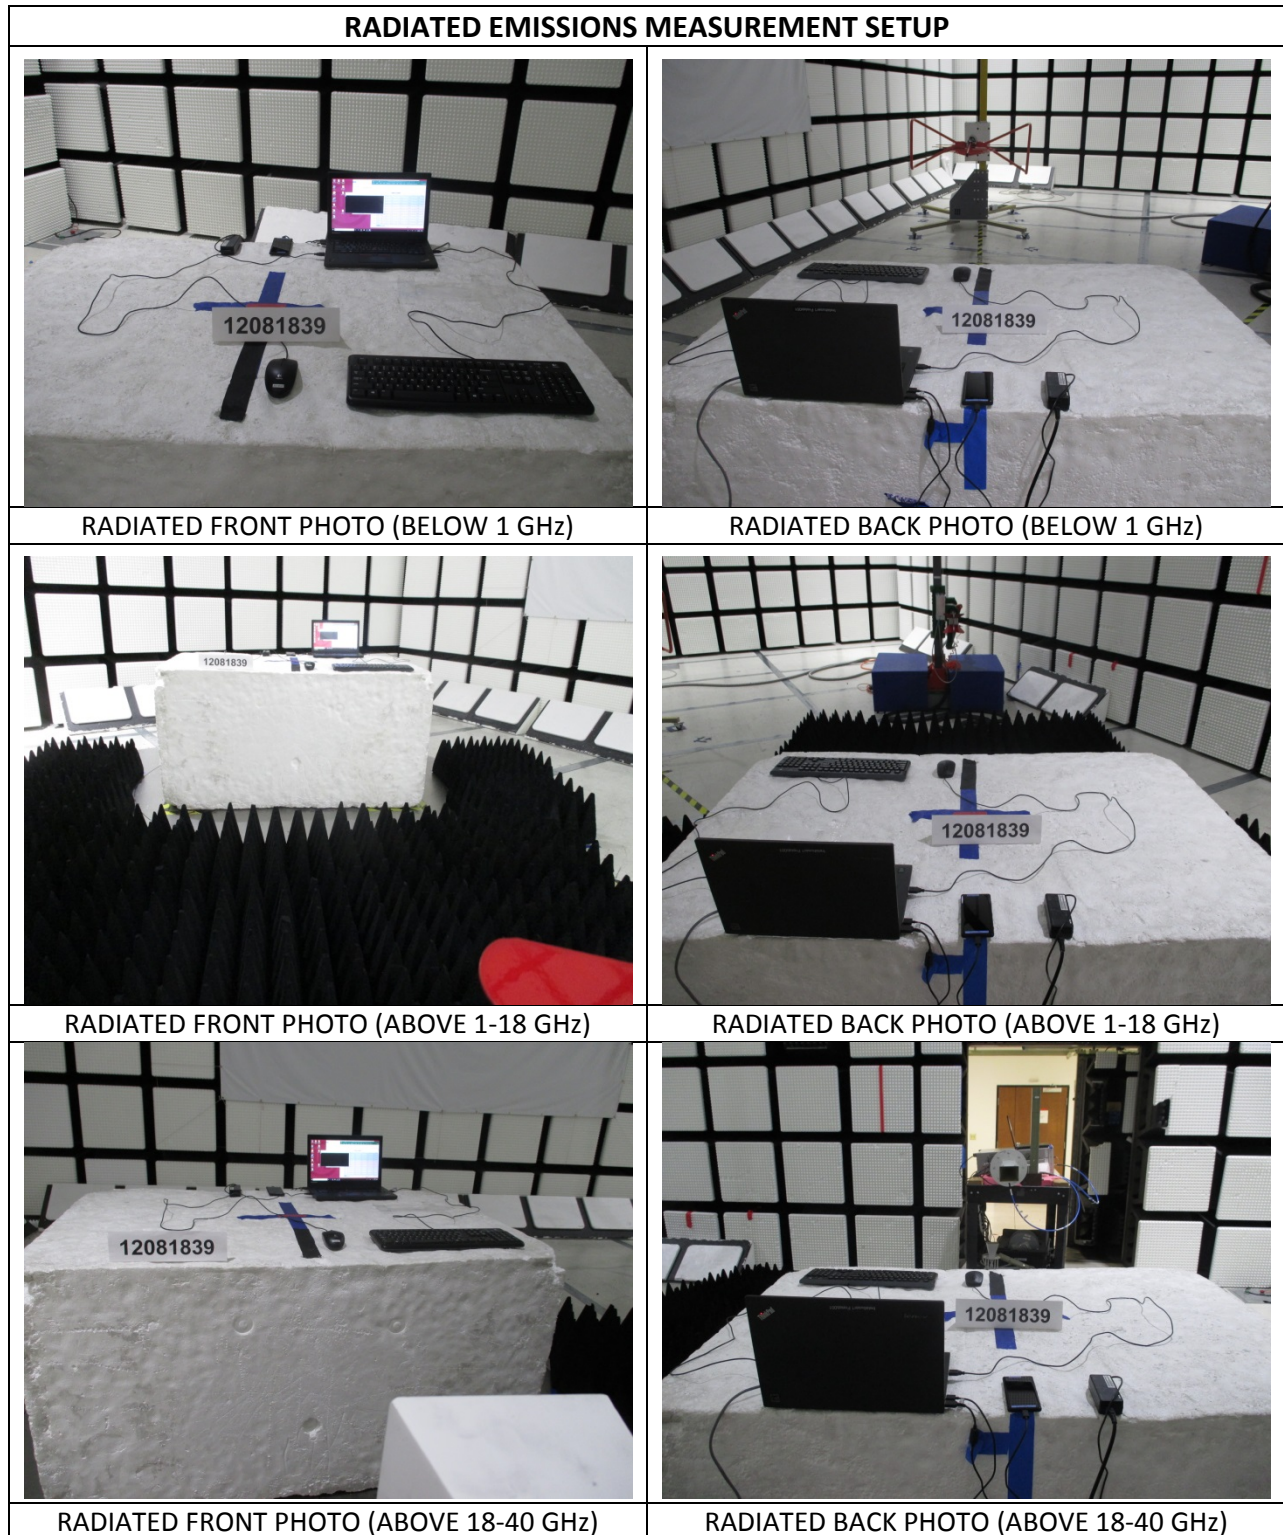 RADIATED EMISSIONS MEASUREMENT SETUP
12081839
12081839
RADIATED FRONT PHOTO (BELOW 1 GHz)
RADIATED BACK PHOTO (BELOW 1 GHz)
12081839
12081839
RADIATED FRONT PHOTO (ABOVE 1-18 GHz)
RADIATED BACK PHOTO (ABOVE 1-18 GHz)
12081839
12081839
RADIATED FRONT PHOTO (ABOVE 18-40 GHz)
RADIATED BACK PHOTO (ABOVE 18-40 GHz)